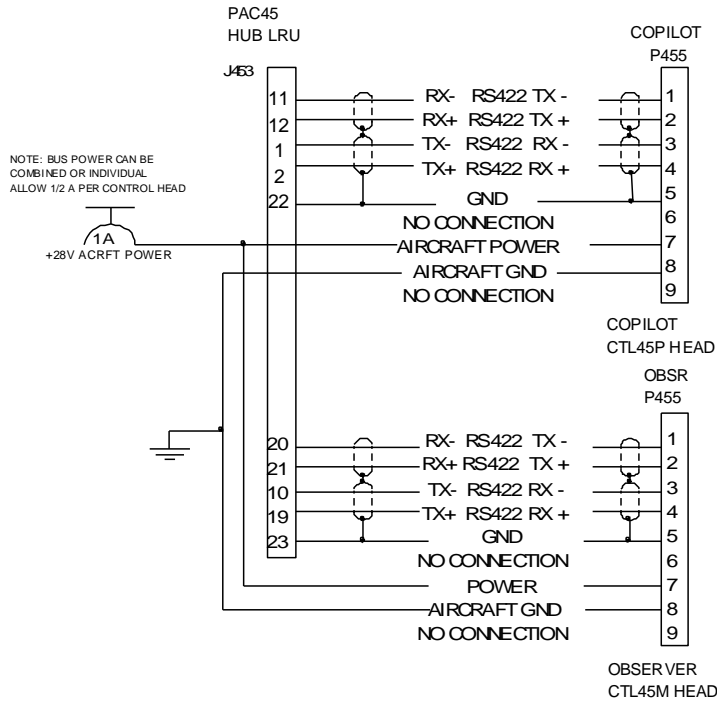 PAC45
HUB LRU
J453
COPILOT
P455
11 RX- RS422 TX - 1
12 RX+ RS422 TX + 2
1 TX- RS422 RX - 3
2 TX+ RS422 RX + 4
22 GND 5
NO CONNECTION 6
AIRCRAFT POWER 7
AIRCRAFT GND 8
NO CONNECTION 9
NOTE: BUS POWER CAN BE
COMBINED OR INDIVIDUAL
ALLOW 1/2 A PER CONTROL HEAD
1A
+28V ACRFT POWER
COPILOT
CTL45P HEAD
OBSR
P455
20 RX- RS422 TX - 1
21 RX+ RS422 TX + 2
10 TX- RS422 RX - 3
19 TX+ RS422 RX + 4
23 GND 5
NO CONNECTION 6
POWER 7
AIRCRAFT GND 8
NO CONNECTION 9
OBSERVER
CTL45M HEAD